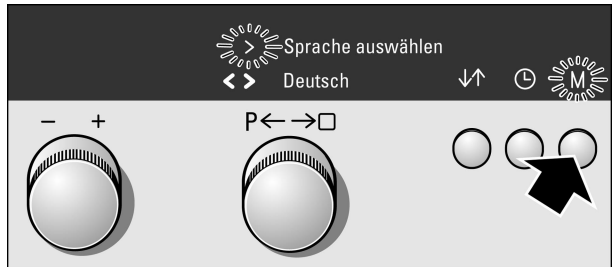 > Sprache auswählen
< > Deutsch ↓↑ M
− + P← →□